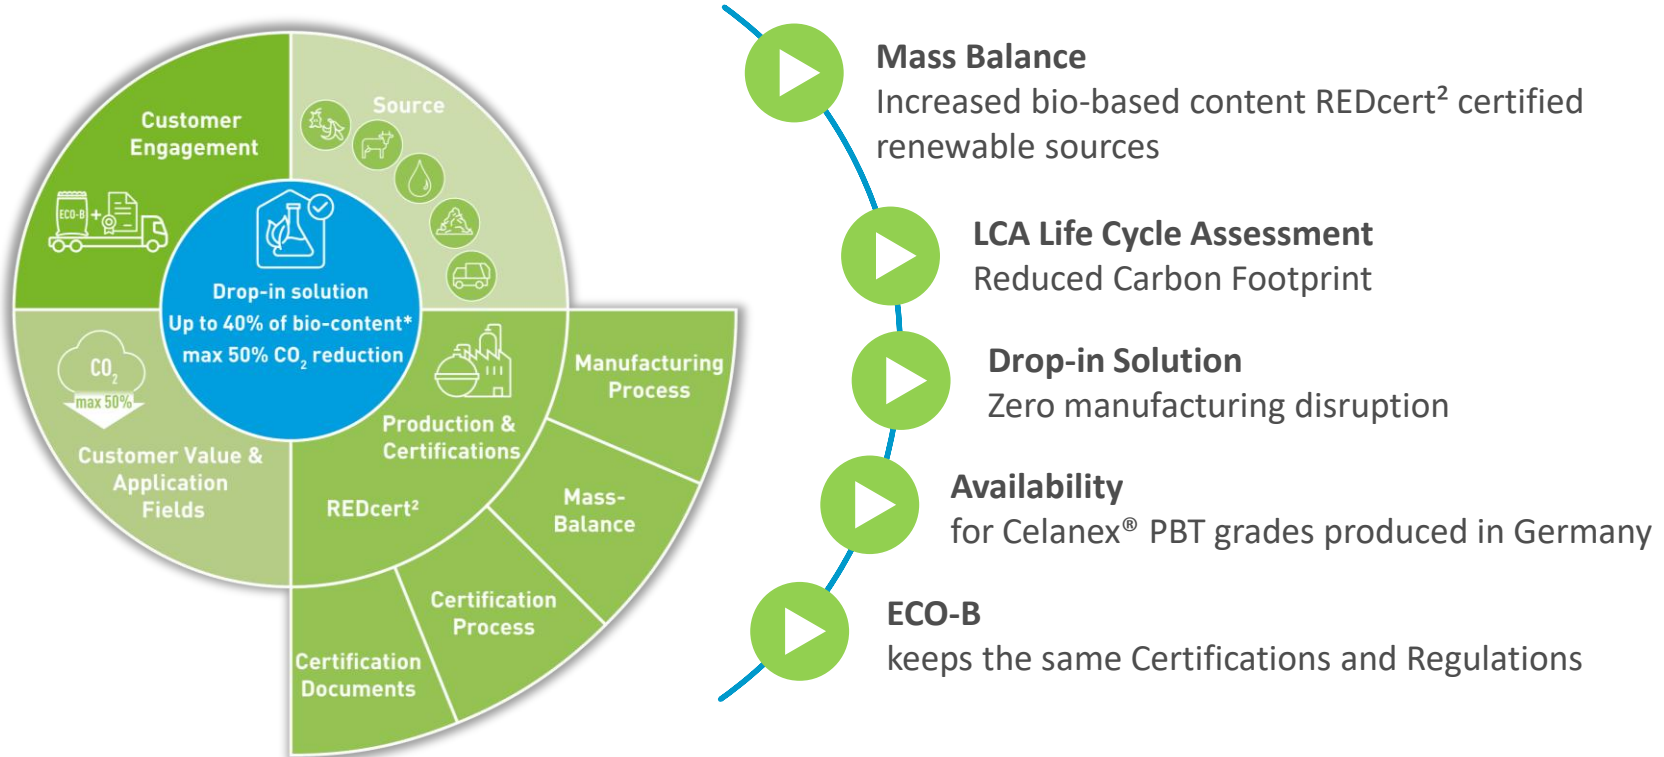 Customer
Engagement
ECO-B
+
Source
Drop-in solution
Up to 40% of bio-content*
max 50% CO₂ reduction
CO₂
max 50%
Customer Value &
Application
Fields
Production &
Certifications
REDcert²
Manufacturing
Process
Mass-
Balance
Certification
Process
Certification
Documents
Mass Balance
Increased bio-based content REDcert² certified
renewable sources
LCA Life Cycle Assessment
Reduced Carbon Footprint
Drop-in Solution
Zero manufacturing disruption
Availability
for Celanex® PBT grades produced in Germany
ECO-B
keeps the same Certifications and Regulations